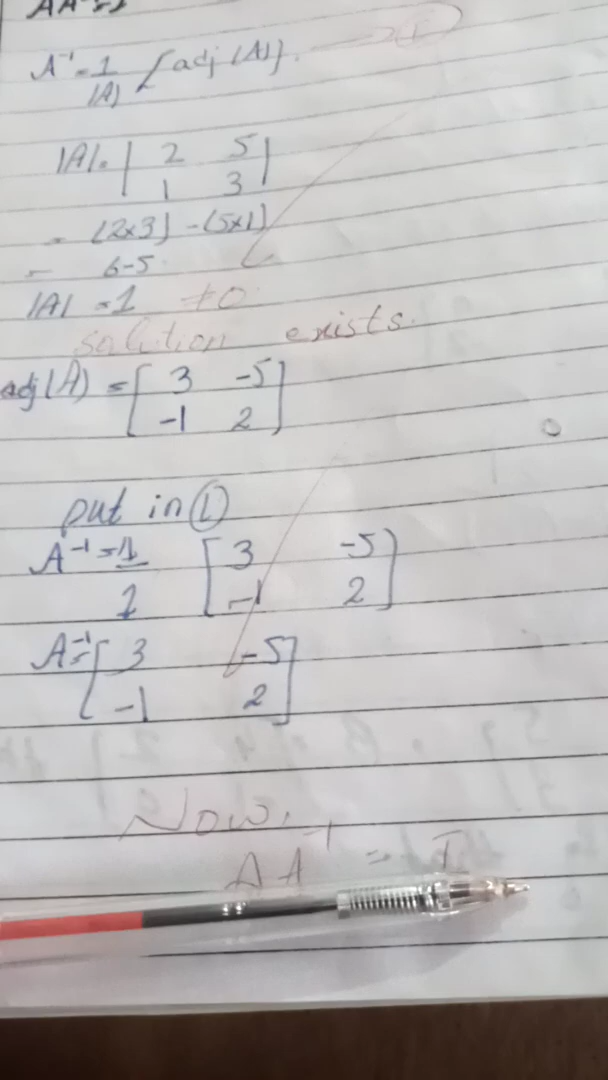 AA⁻¹=I
A⁻¹ = 1/|A| [adj (A)]. → (I)
|A| = | 2 5 |
| 1 3 |
= (2×3) - (5×1)
= 6-5
|A| = 1 ≠0
solution exists.
adj(A) = [ 3 -5 ]
[ -1 2 ]
put in (1)
A⁻¹ = 1/1 [ 3 -5 ]
[ -1 2 ]
A⁻¹ = [ 3 -5 ]
[ -1 2 ]
Now,
AA⁻¹ = I